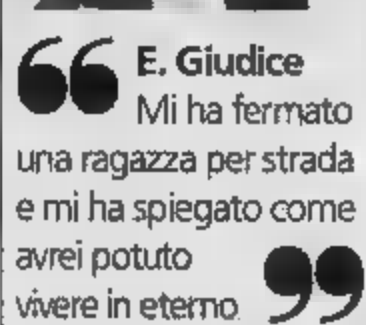 “ E. Giudice
Mi ha fermato
una ragazza per strada
e mi ha spiegato come
avrei potuto
vivere in eterno ”